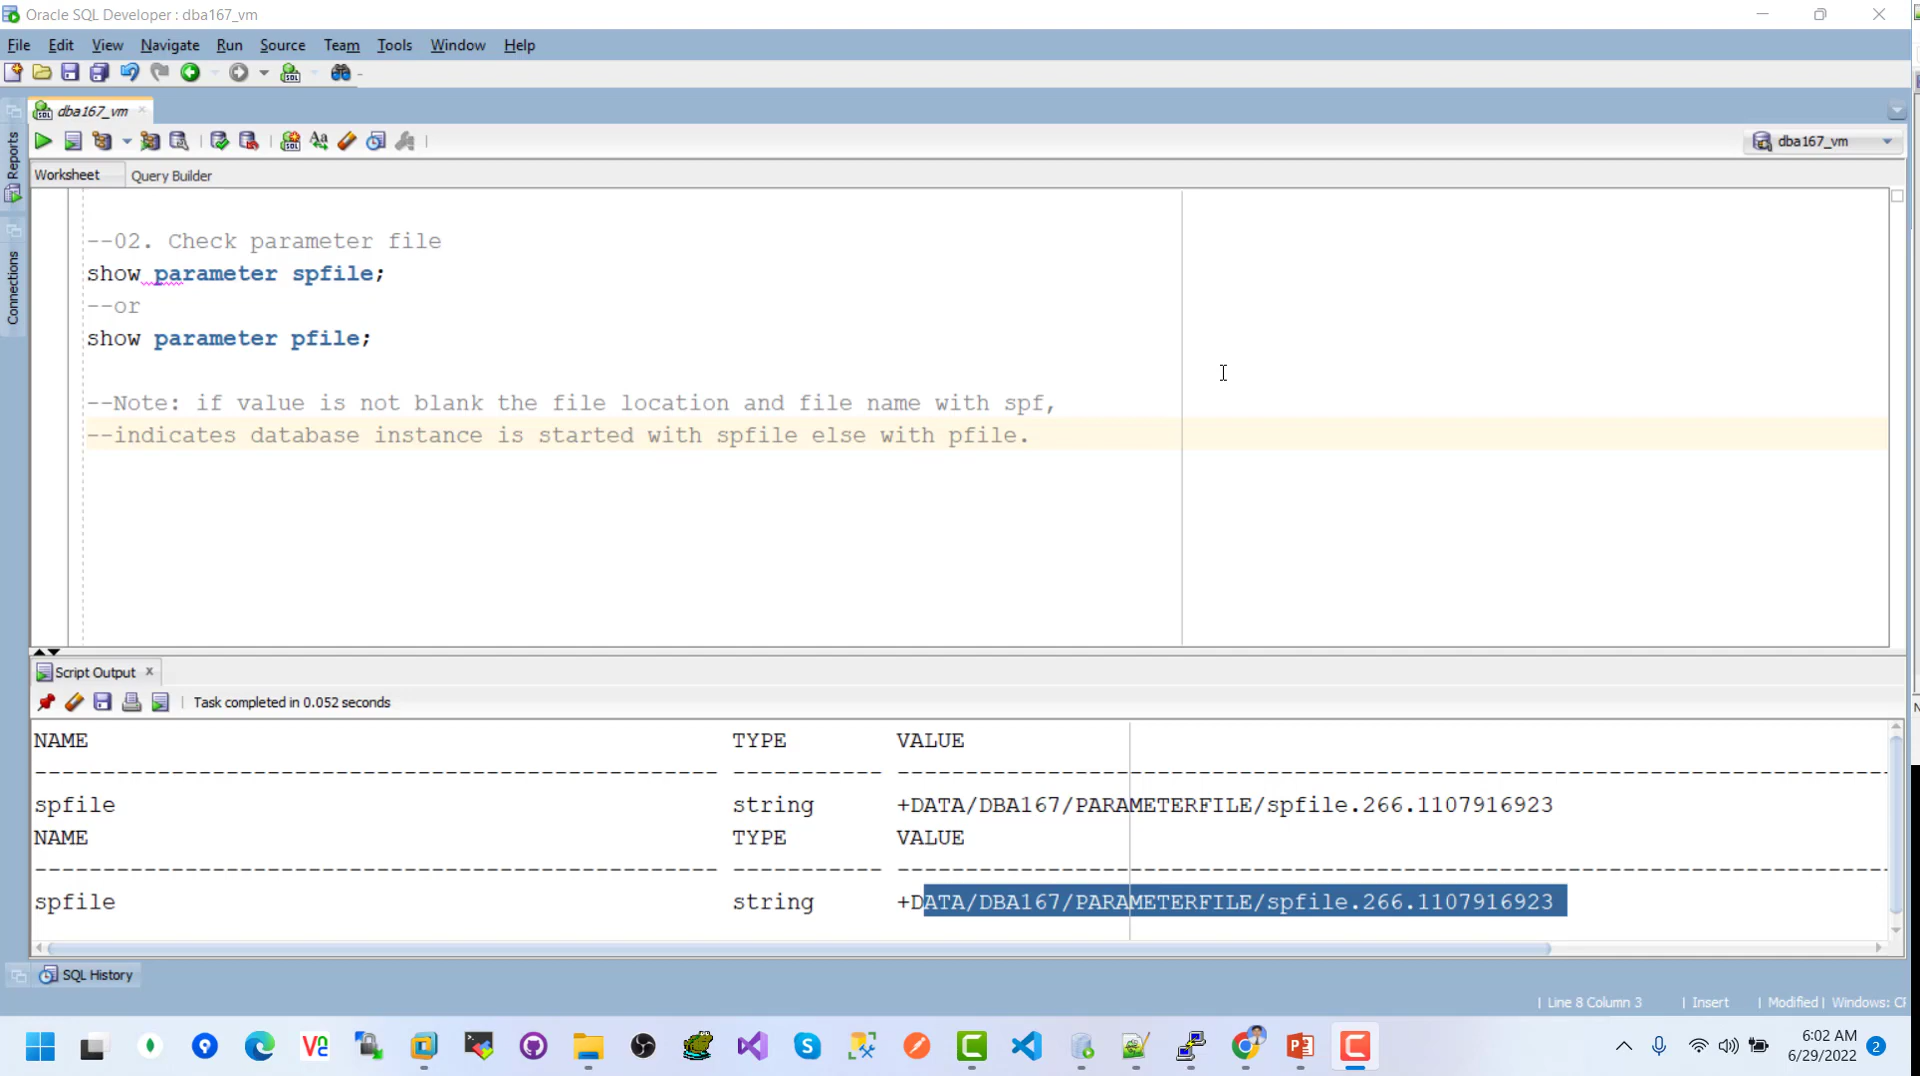 Oracle SQL Developer : dba167_vm
File Edit View Navigate Run Source Team Tools Window Help
dba167_vm
dba167_vm
Reports
Connections
Worksheet Query Builder
--02. Check parameter file
show parameter spfile;
--or
show parameter pfile;
--Note: if value is not blank the file location and file name with spf,
--indicates database instance is started with spfile else with pfile.
Script Output
Task completed in 0.052 seconds
NAME TYPE VALUE
spfile string +DATA/DBA167/PARAMETERFILE/spfile.266.1107916923
NAME TYPE VALUE
spfile string +DATA/DBA167/PARAMETERFILE/spfile.266.1107916923
SQL History
Line 8 Column 3 Insert Modified Windows:
6:02 AM
6/29/2022
2